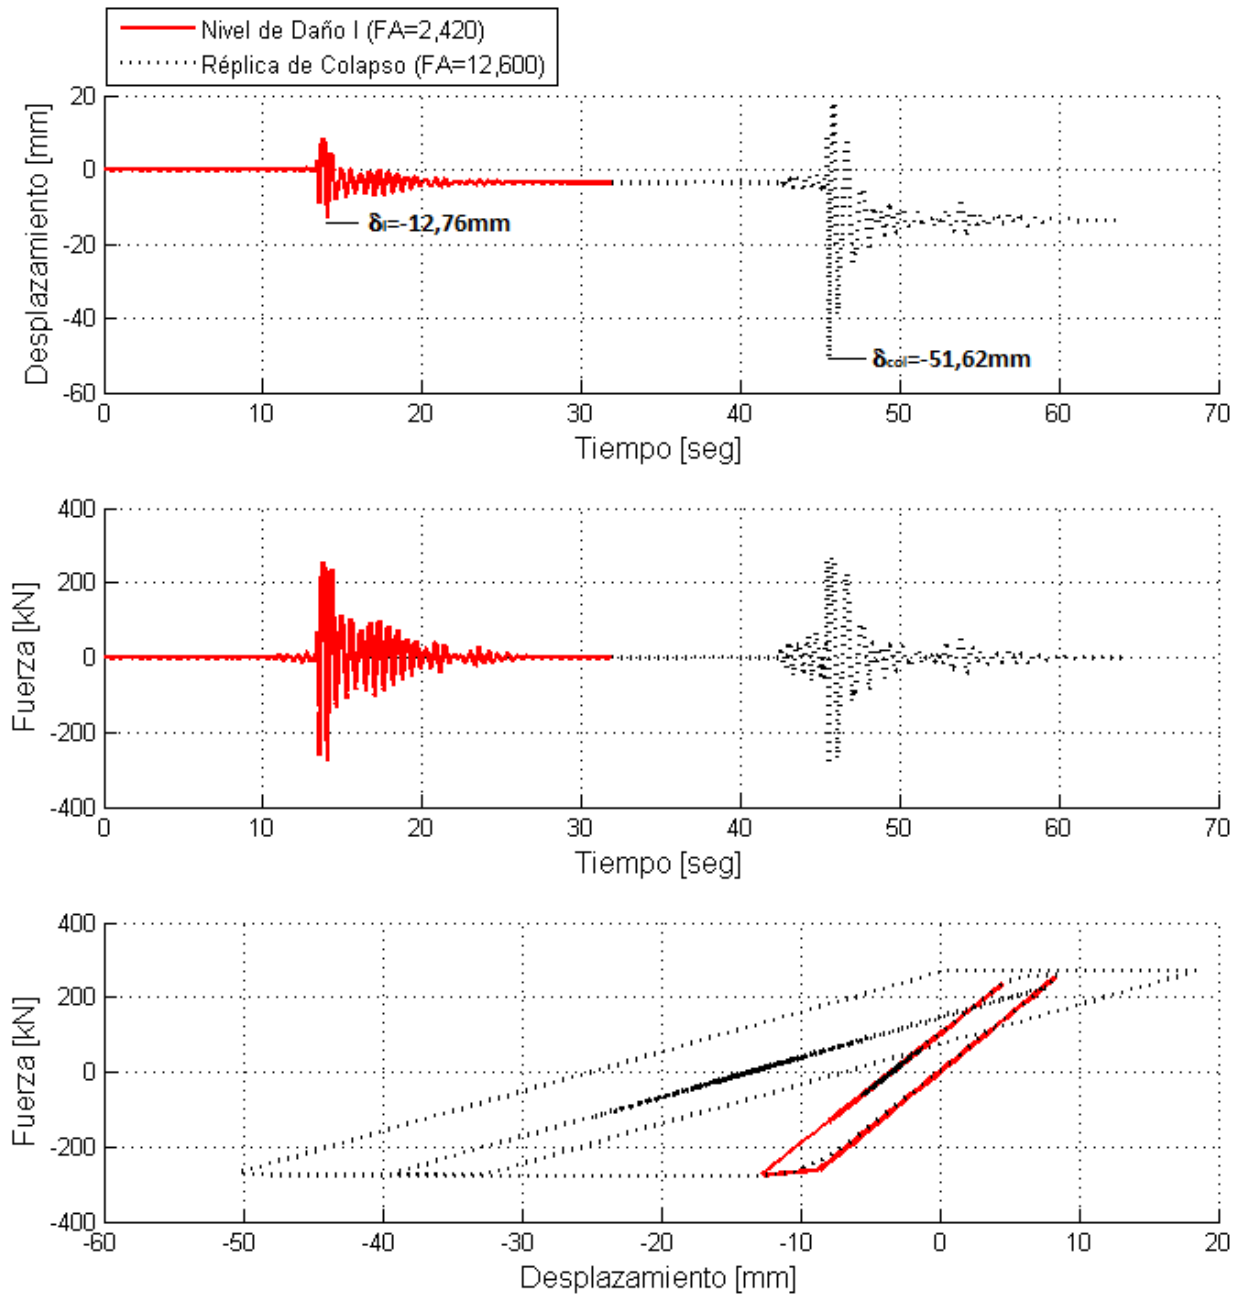 Nivel de Daño I (FA=2,420)
Réplica de Colapso (FA=12,600)
20
0
-20
-40
-60
Desplazamiento [mm]
δI=-12,76mm
δcol=-51,62mm
0 10 20 30 40 50 60 70
Tiempo [seg]
400
200
0
-200
-400
Fuerza [kN]
0 10 20 30 40 50 60 70
Tiempo [seg]
400
200
0
-200
-400
Fuerza [kN]
-60 -50 -40 -30 -20 -10 0 10 20
Desplazamiento [mm]